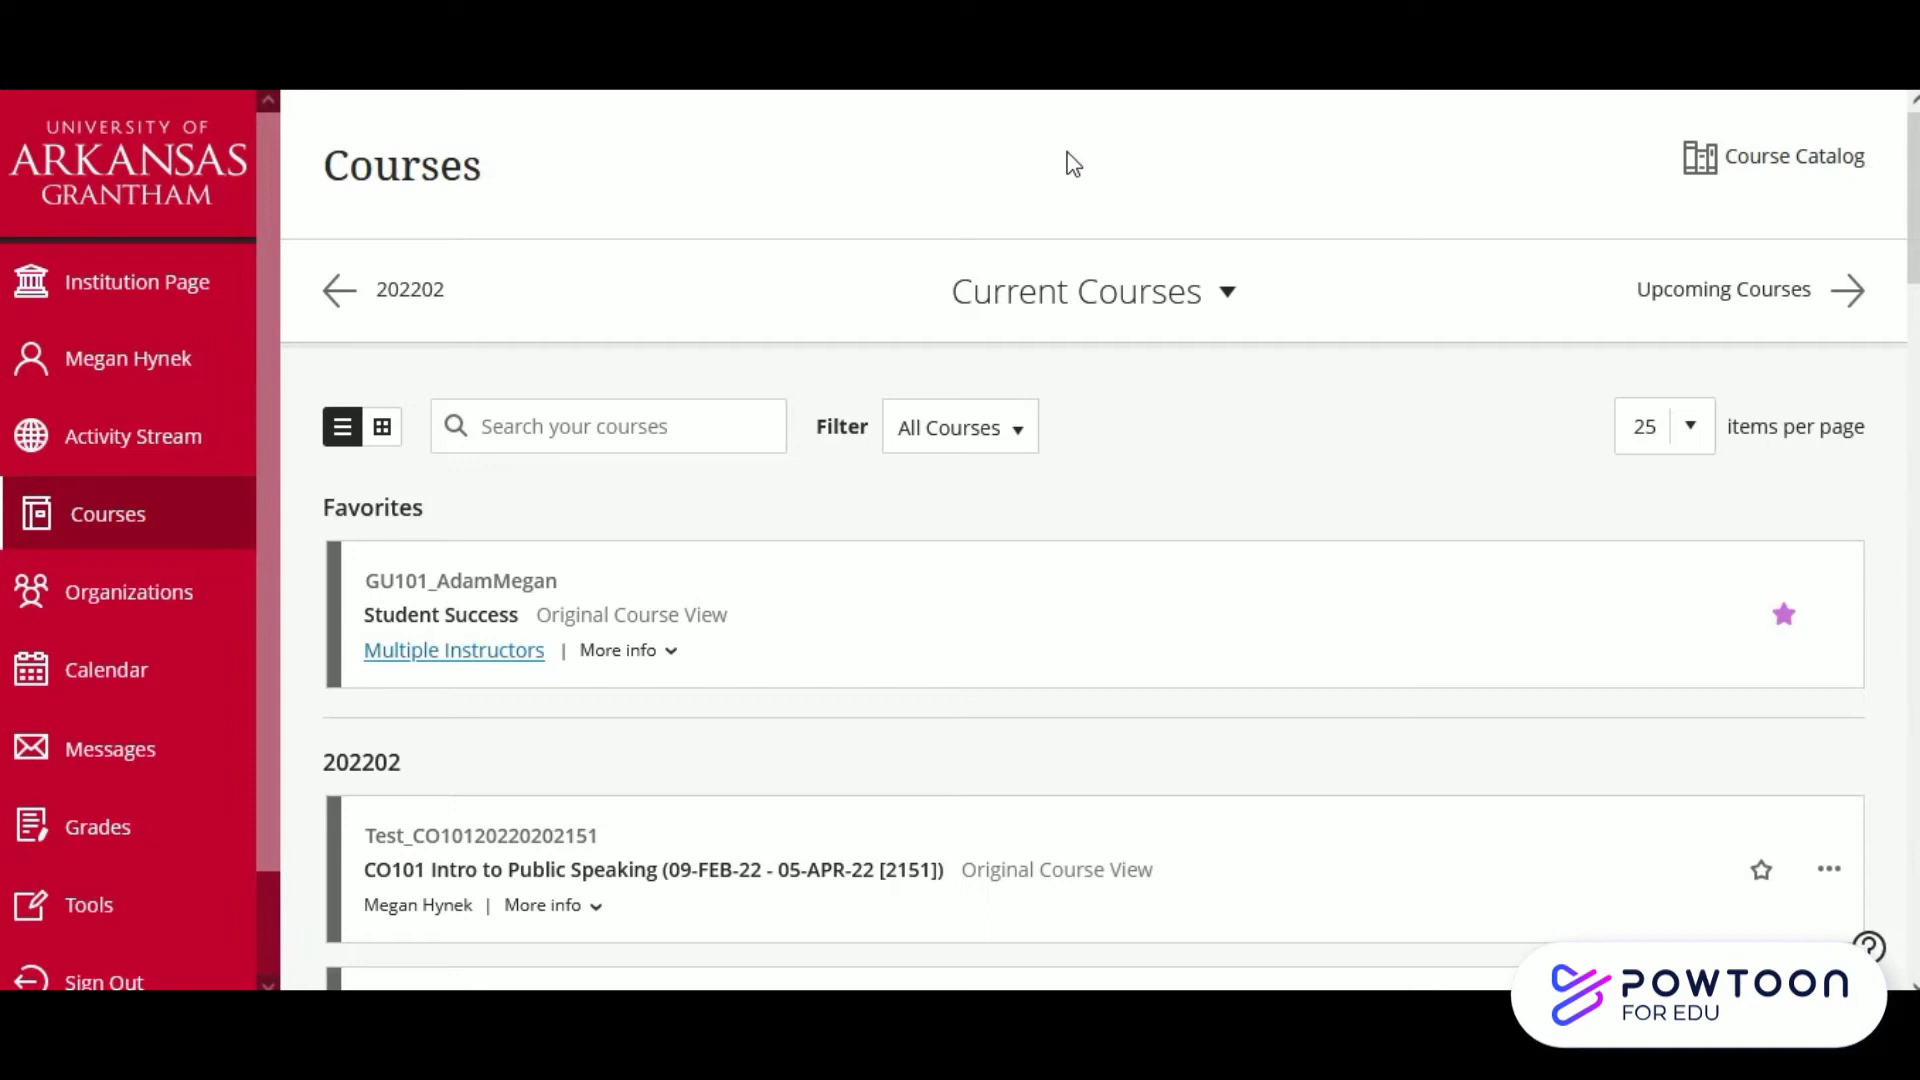 UNIVERSITY OF
ARKANSAS
GRANTHAM
Institution Page
Megan Hynek
Activity Stream
Courses
Organizations
Calendar
Messages
Grades
Tools
Sign Out
Courses
Course Catalog
202202
Current Courses
Upcoming Courses
Search your courses
Filter
All Courses
25
items per page
Favorites
GU101_AdamMegan
Student Success Original Course View
Multiple Instructors | More info
202202
Test_CO10120220202151
CO101 Intro to Public Speaking (09-FEB-22 - 05-APR-22 [2151]) Original Course View
Megan Hynek | More info
POWTOON
FOR EDU